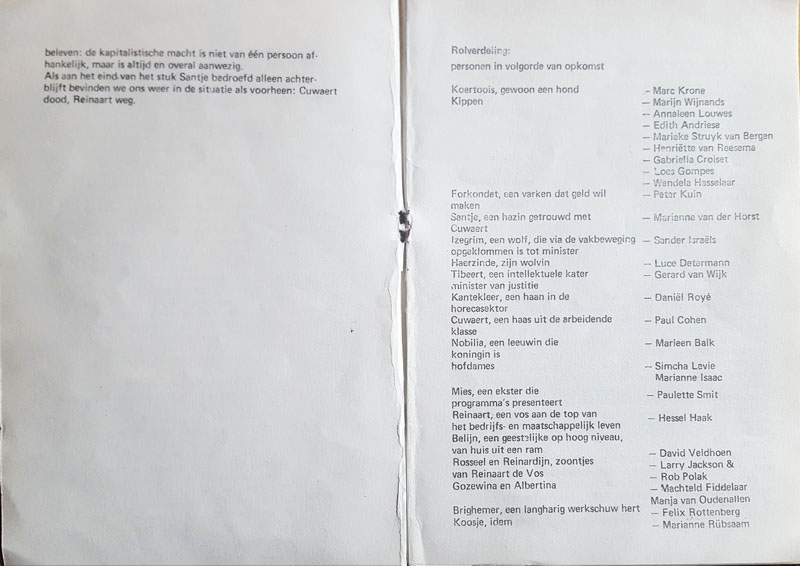 beleven: de kapitalistische macht is niet van één persoon af-
hankelijk, maar is altijd en overal aanwezig.
Als aan het eind van het stuk Santje bedroefd alleen achter-
blijft bevinden we ons weer in de situatie als voorheen: Cuwaert
dood, Reinaart weg.
Rolverdeling:
personen in volgorde van opkomst
Koertools, gewoon een hond — Marc Krone
Kippen — Marijn Wijnands
— Annaleen Louwes
— Edith Andriesa
— Marieke Struyk van Bergen
— Henriëtte van Reesema
— Gabriella Croiset
— Loes Gompes
— Wendela Hasselaar
Forkondet, een varken dat geld wil — Peter Kuin
maken
Santje, een hazin getrouwd met — Marianne van der Horst
Cuwaert
Izegrim, een wolf, die via de vakbeweging — Sander Israëls
opgeklommen is tot minister
Haerzinde, zijn wolvin — Luce Determann
Tibeert, een intellektuele kater — Gerard van Wijk
minister van justitie
Kantekleer, een haan in de — Daniël Royé
horecasektor
Cuwaert, een haas uit de arbeidende — Paul Cohen
klasse
Nobilia, een leeuwin die — Marleen Balk
koningin is
hofdames — Simcha Levie
Marianne Isaac
Mies, een ekster die — Paulette Smit
programma's presenteert
Reinaart, een vos aan de top van — Hessel Haak
het bedrijfs- en maatschappelijk leven
Belijn, een geestelijke op hoog niveau,
van huis uit een ram — David Veldhoen
Rosseel en Reinardijn, zoontjes — Larry Jackson &
van Reinaart de Vos — Rob Polak
Gozewina en Albertina — Machteld Fiddelaar
Manja van Oudenallen
Brighemer, een langharig werkschuw hert — Felix Rottenberg
Koosje, idem — Marianne Rübsaam